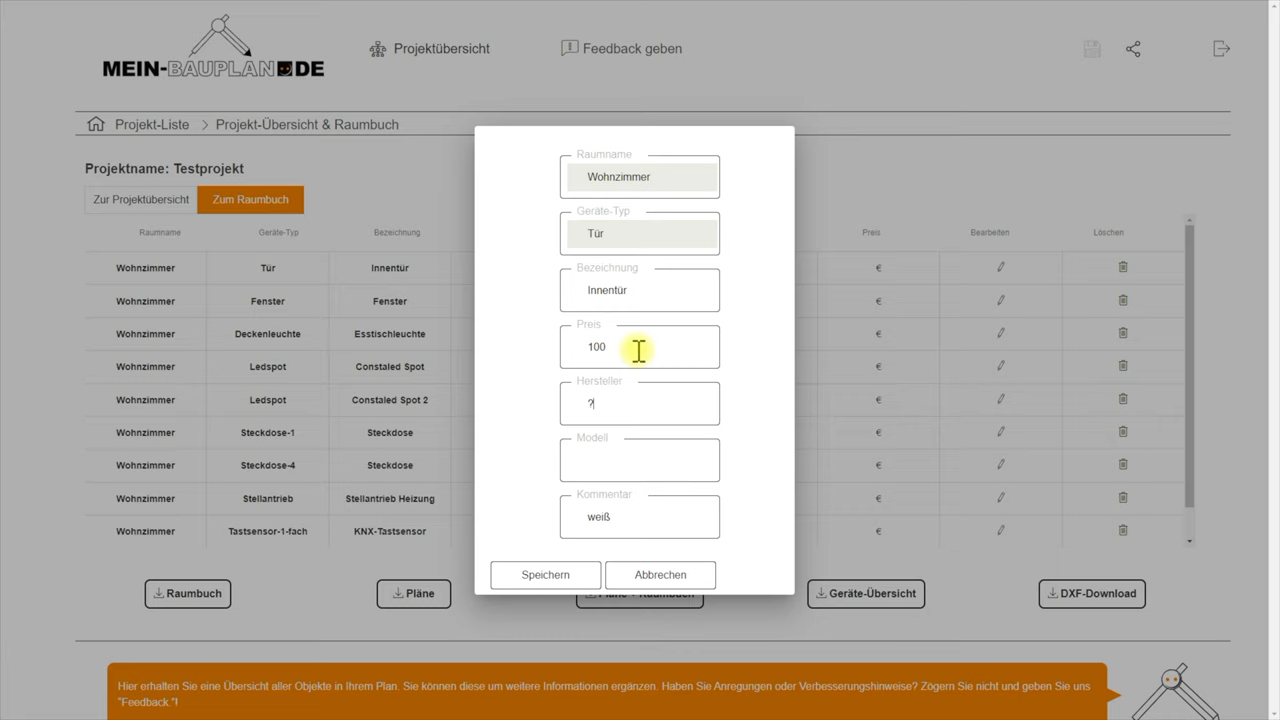 Projektübersicht
Feedback geben
MEIN-BAUPLAN.DE
Projekt-Liste > Projekt-Übersicht & Raumbuch
Projektname: Testprojekt
Zur Projektübersicht
Zum Raumbuch
Raumname Geräte-Typ Bezeichnung Preis Bearbeiten Löschen
Wohnzimmer Tür Innentür €
Wohnzimmer Fenster Fenster €
Wohnzimmer Deckenleuchte Esstischleuchte €
Wohnzimmer Ledspot Constaled Spot €
Wohnzimmer Ledspot Constaled Spot 2 €
Wohnzimmer Steckdose-1 Steckdose €
Wohnzimmer Steckdose-4 Steckdose €
Wohnzimmer Stellantrieb Stellantrieb Heizung €
Wohnzimmer Tastsensor-1-fach KNX-Tastsensor €
Raumname
Wohnzimmer
Geräte-Typ
Tür
Bezeichnung
Innentür
Preis
100
Hersteller
?
Modell
Kommentar
weiß
Speichern
Abbrechen
Raumbuch
Pläne
Pläne + Raumbuch
Geräte-Übersicht
DXF-Download
Hier erhalten Sie eine Übersicht aller Objekte in Ihrem Plan. Sie können diese um weitere Informationen ergänzen. Haben Sie Anregungen oder Verbesserungshinweise? Zögern Sie nicht und geben Sie uns
"Feedback."!